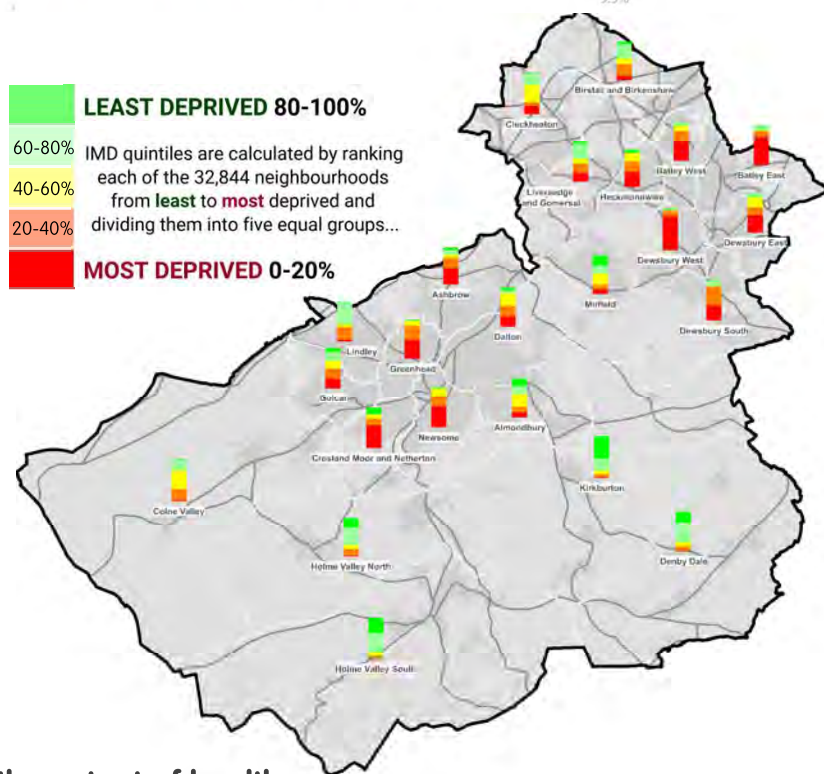 LEAST DEPRIVED 80-100%
60-80%
40-60%
20-40%
IMD quintiles are calculated by ranking
each of the 32,844 neighbourhoods
from least to most deprived and
dividing them into five equal groups...
MOST DEPRIVED 0-20%
Birstall and Birkenshaw
Cleckheaton
Batley West
Batley East
Liversedge
and Gomersal
Heckmondwike
Dewsbury East
Dewsbury West
Mirfield
Dewsbury South
Ashbrow
Dalton
Lindley
Greenhead
Golcar
Newsome
Almondbury
Crosland Moor and Netherton
Kirkburton
Colne Valley
Holme Valley North
Denby Dale
Holme Valley South